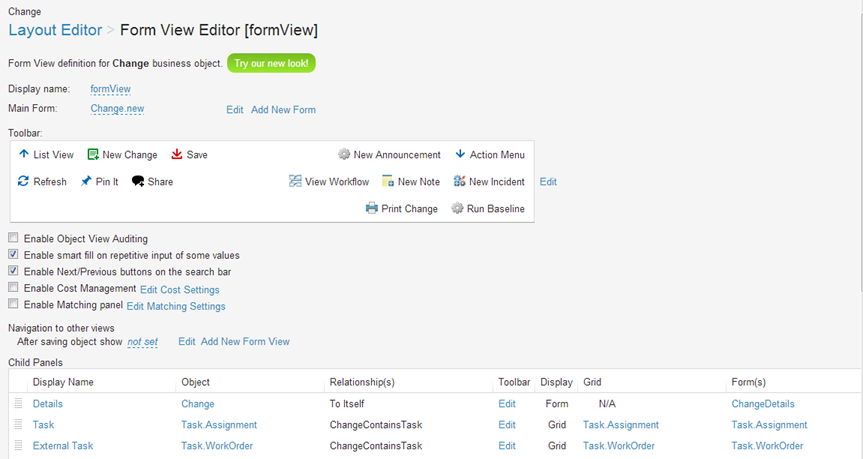 Change
Layout Editor > Form View Editor [formView]
Form View definition for Change business object. Try our new look!
Display name: formView
Main Form: Change.new Edit Add New Form
Toolbar:
List View New Change Save New Announcement Action Menu
Refresh Pin It Share View Workflow New Note New Incident Edit
Print Change Run Baseline
Enable Object View Auditing
Enable smart fill on repetitive input of some values
Enable Next/Previous buttons on the search bar
Enable Cost Management Edit Cost Settings
Enable Matching panel Edit Matching Settings
Navigation to other views
After saving object show not set Edit Add New Form View
Child Panels
Display Name Object Relationship(s) Toolbar Display Grid Form(s)
Details Change To Itself Edit Form N/A ChangeDetails
Task Task.Assignment ChangeContainsTask Edit Grid Task.Assignment Task.Assignment
External Task Task.WorkOrder ChangeContainsTask Edit Grid Task.WorkOrder Task.WorkOrder